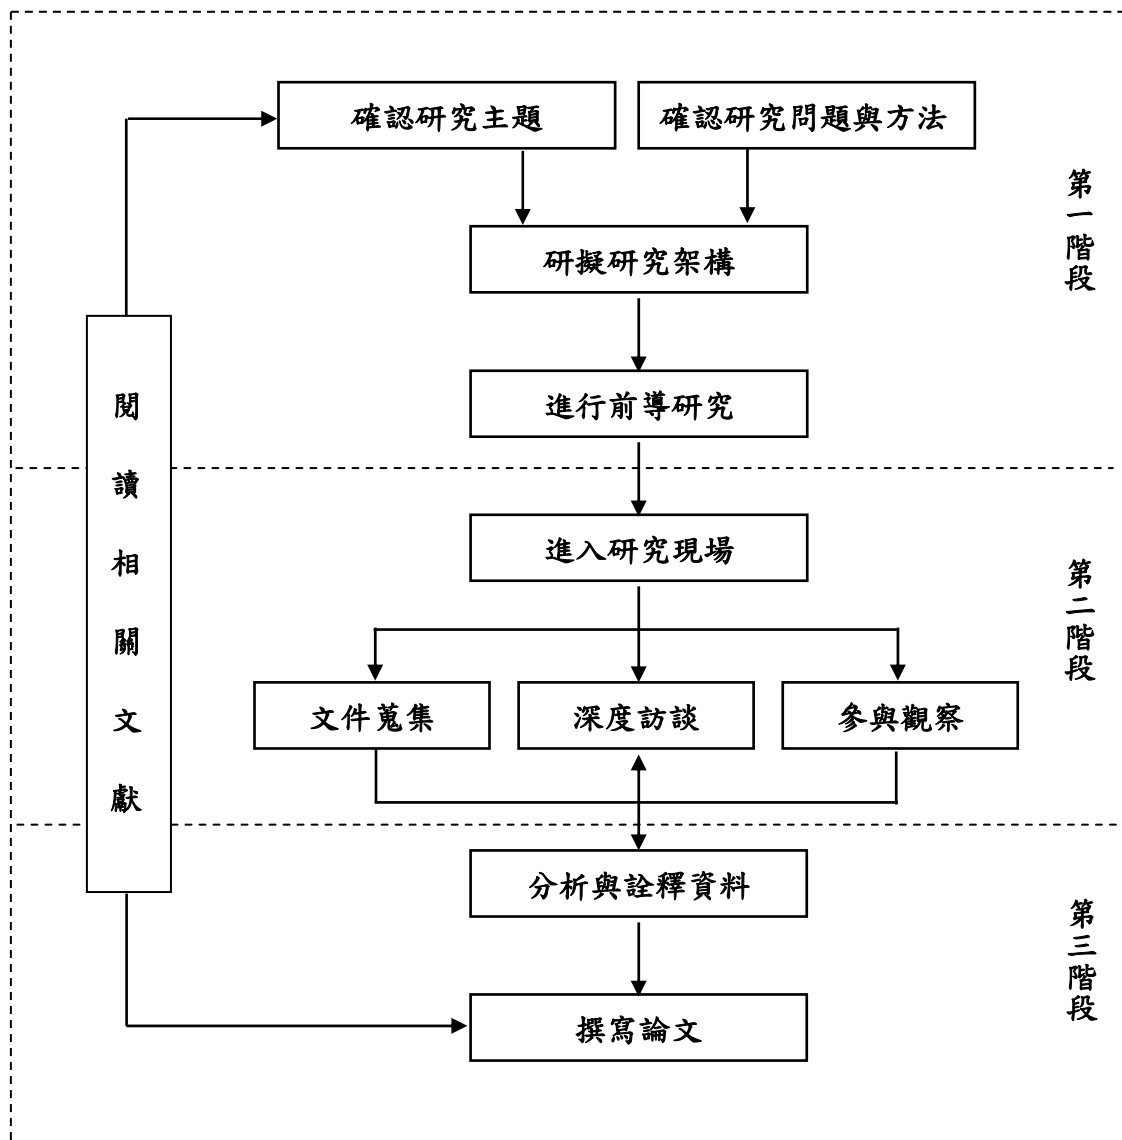 確認研究主題
確認研究問題與方法
研擬研究架構
進行前導研究
第一階段
閱讀相關文獻
進入研究現場
文件蒐集
深度訪談
參與觀察
第二階段
分析與詮釋資料
撰寫論文
第三階段